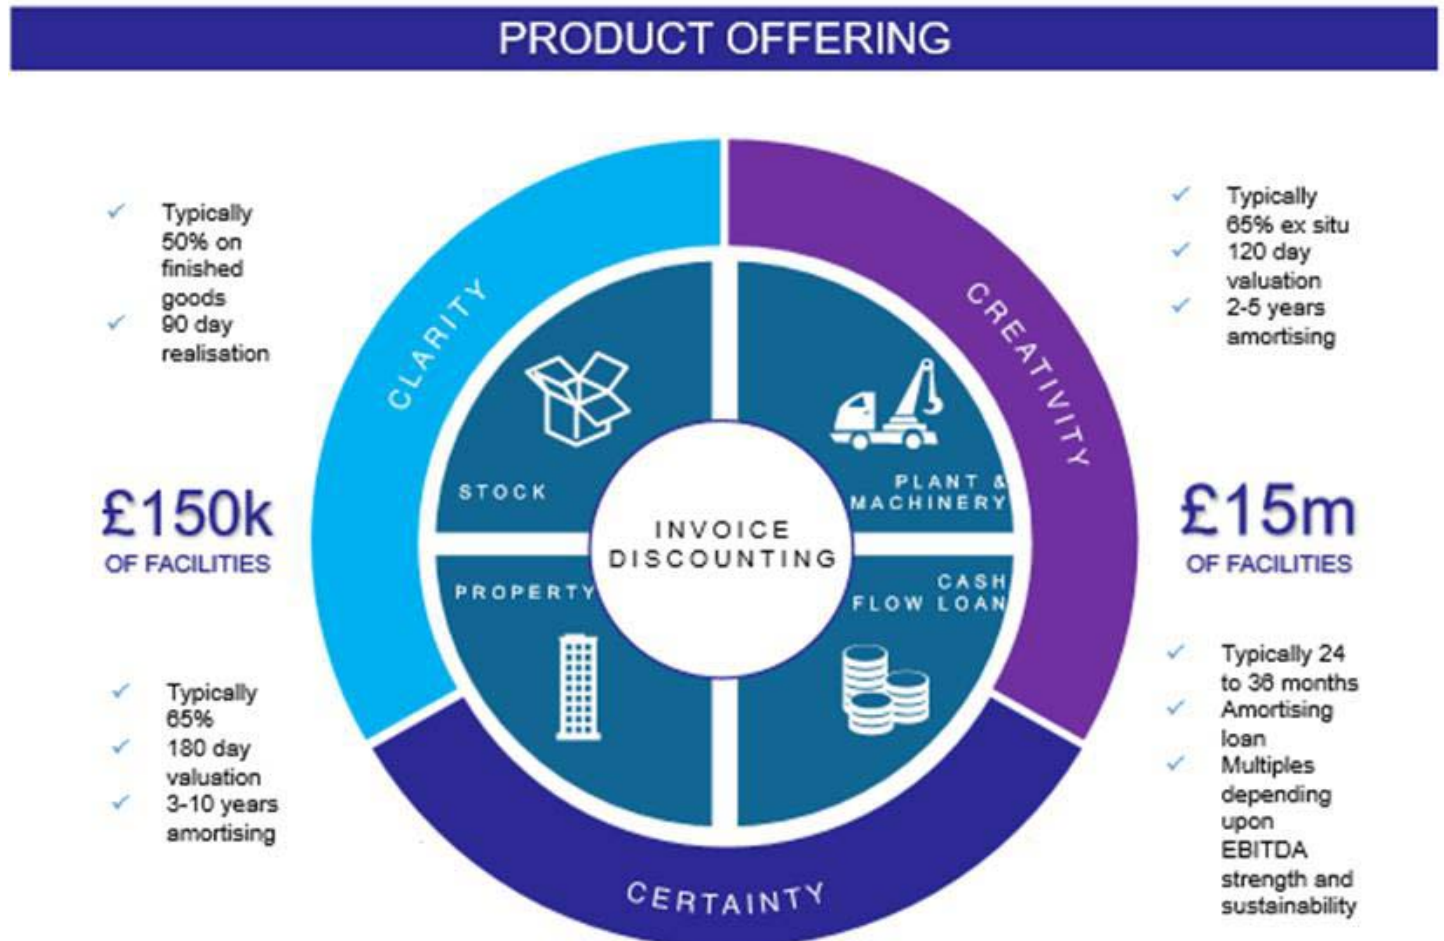 PRODUCT OFFERING
Typically
50% on
finished
goods
90 day
realisation
Typically
65% ex situ
120 day
valuation
2-5 years
amortising
CLARITY
CREATIVITY
STOCK
PLANT &
MACHINERY
INVOICE
DISCOUNTING
PROPERTY
CASH
FLOW LOAN
CERTAINTY
£150k
OF FACILITIES
£15m
OF FACILITIES
Typically
65%
180 day
valuation
3-10 years
amortising
Typically 24
to 36 months
Amortising
loan
Multiples
depending
upon
EBITDA
strength and
sustainability